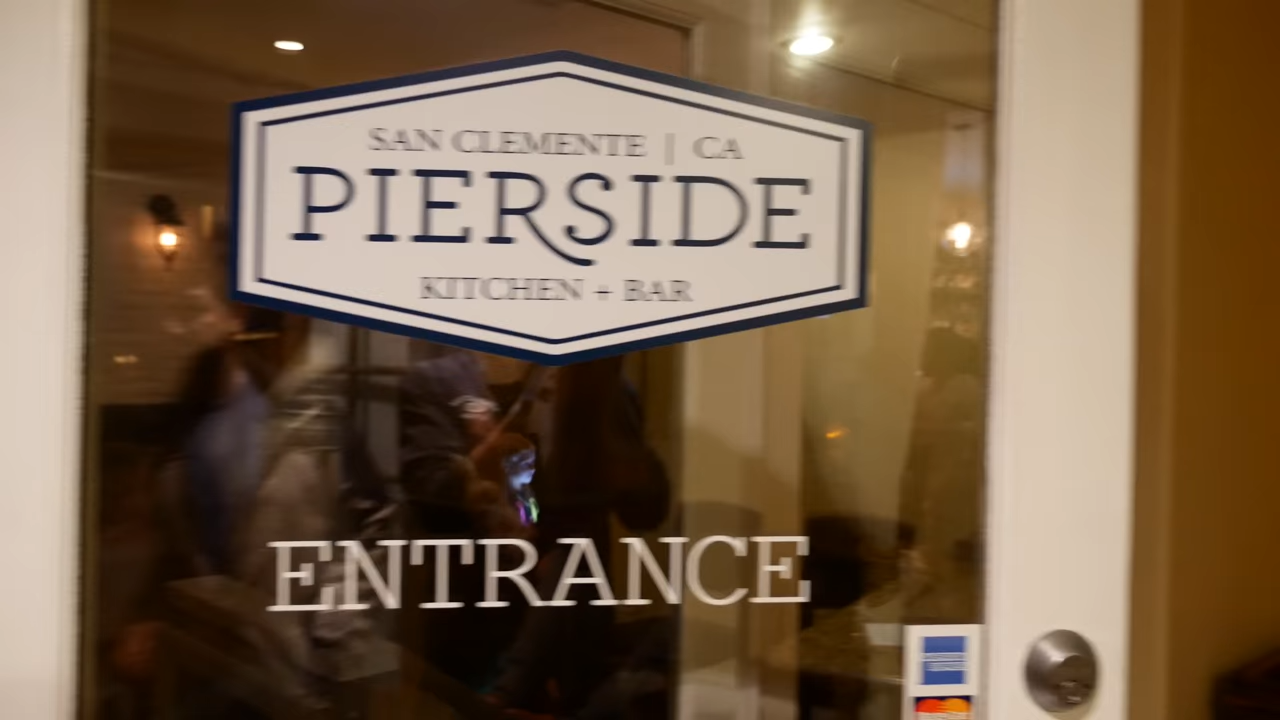 SAN CLEMENTE | CA
PIERSIDE
KITCHEN + BAR
ENTRANCE